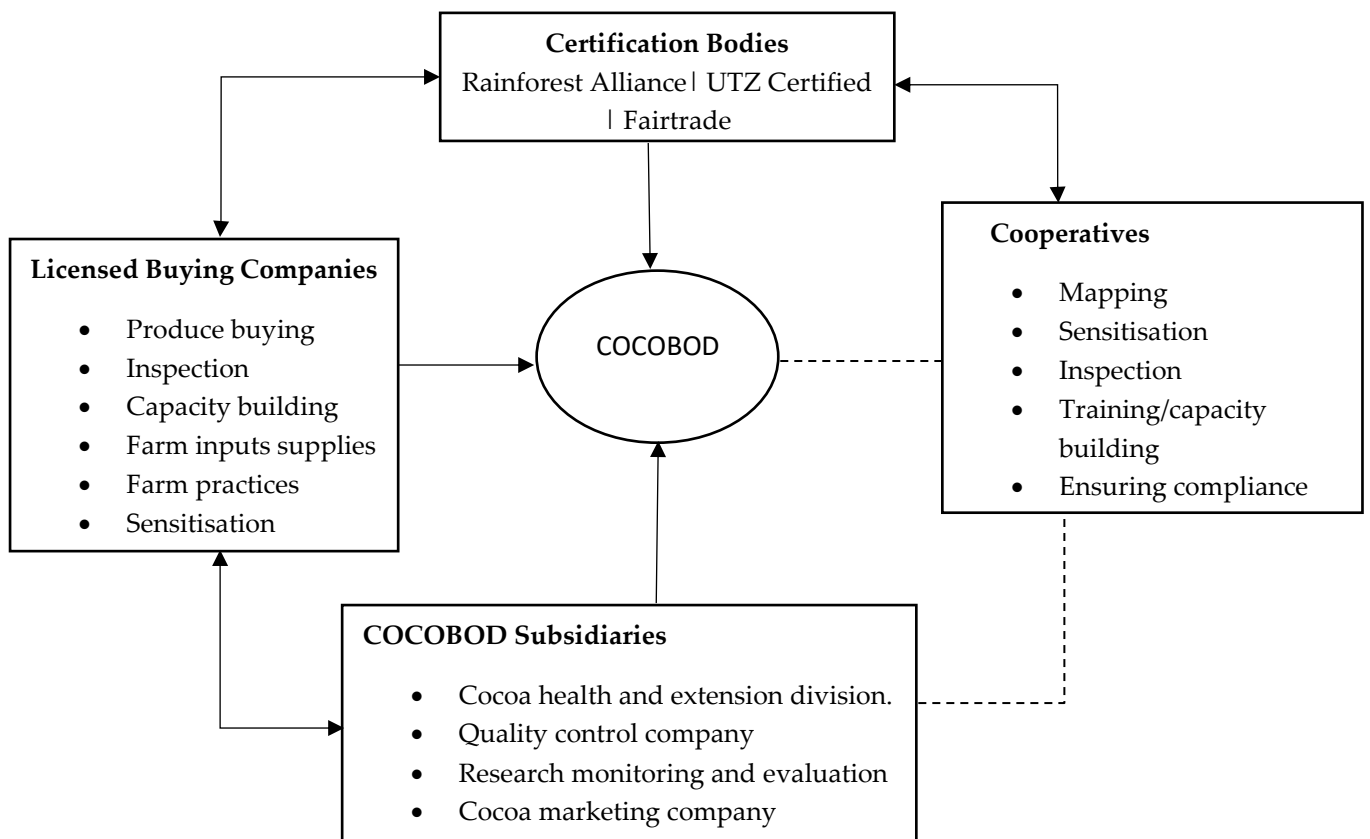 Certification Bodies
Rainforest Alliance| UTZ Certified
| Fairtrade
Licensed Buying Companies
• Produce buying
• Inspection
• Capacity building
• Farm inputs supplies
• Farm practices
• Sensitisation
COCOBOD
Cooperatives
• Mapping
• Sensitisation
• Inspection
• Training/capacity
building
• Ensuring compliance
COCOBOD Subsidiaries
• Cocoa health and extension division.
• Quality control company
• Research monitoring and evaluation
• Cocoa marketing company